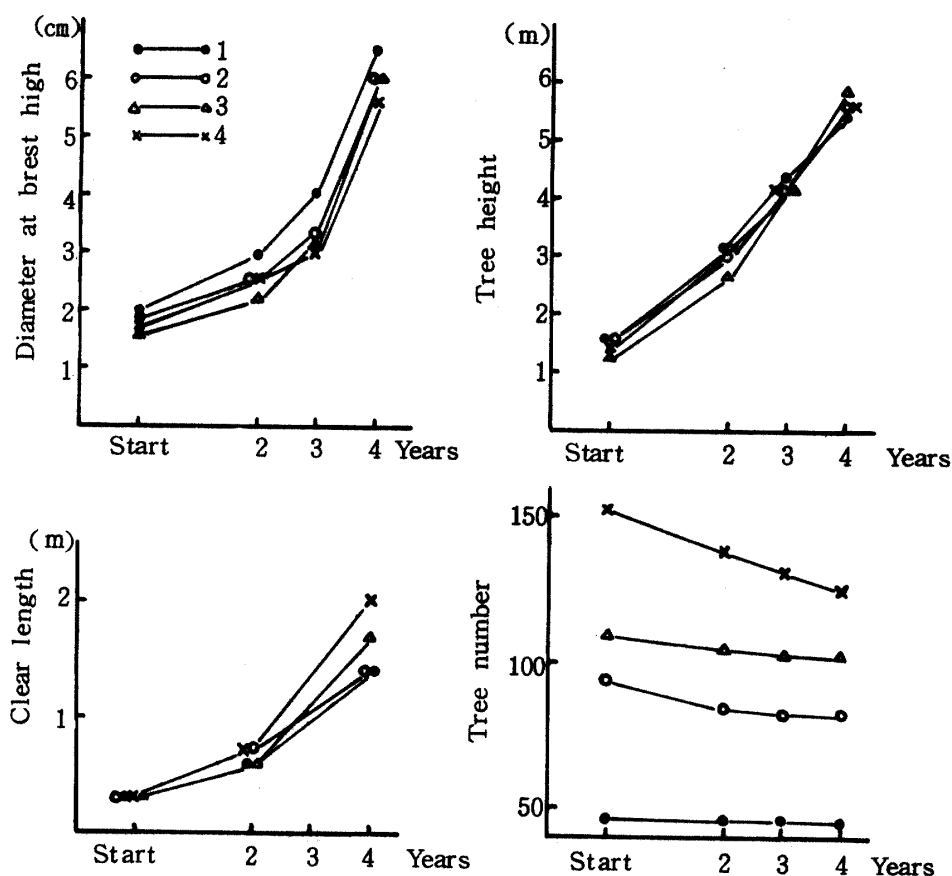 (cm)
Diameter at brest high
6
5
4
3
2
1
1
2
3
4
Start 2 3 4 Years
(m)
Tree height
6
5
4
3
2
1
Start 2 3 4 Years
(m)
Clear length
2
1
Start 2 3 4 Years
Tree number
150
100
50
Start 2 3 4 Years